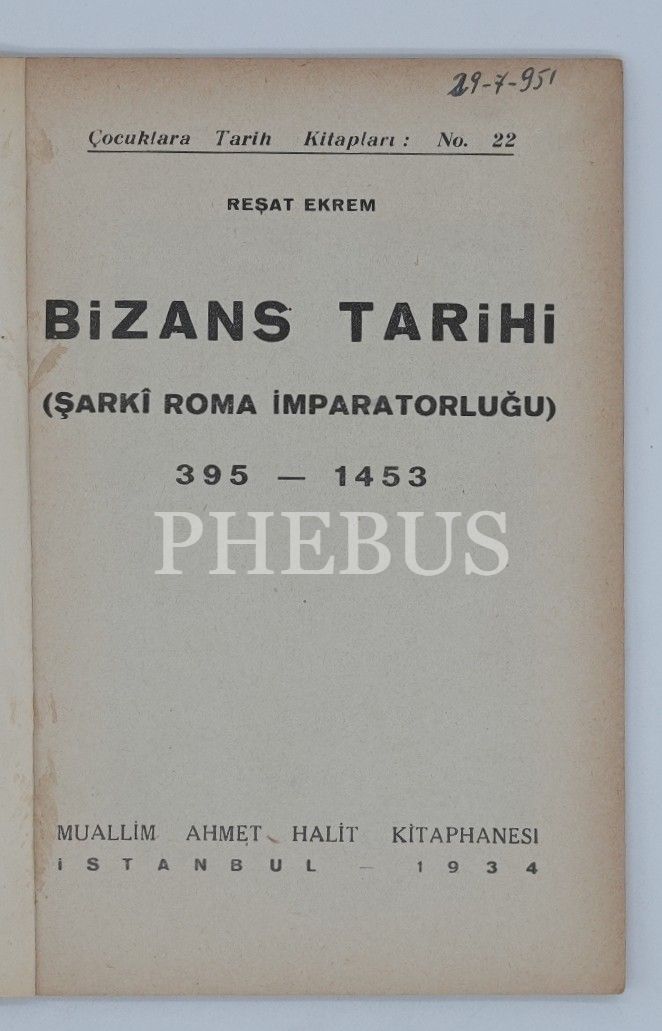 29-7-951
Çocuklara Tarih Kitapları : No. 22
REŞAT EKREM
BiZANS TARiHi
(ŞARKÎ ROMA İMPARATORLUĞU)
395 — 1453
PHEBUS
MUALLİM AHMET HALİT KİTAPHANESI
İSTANBUL — 1934